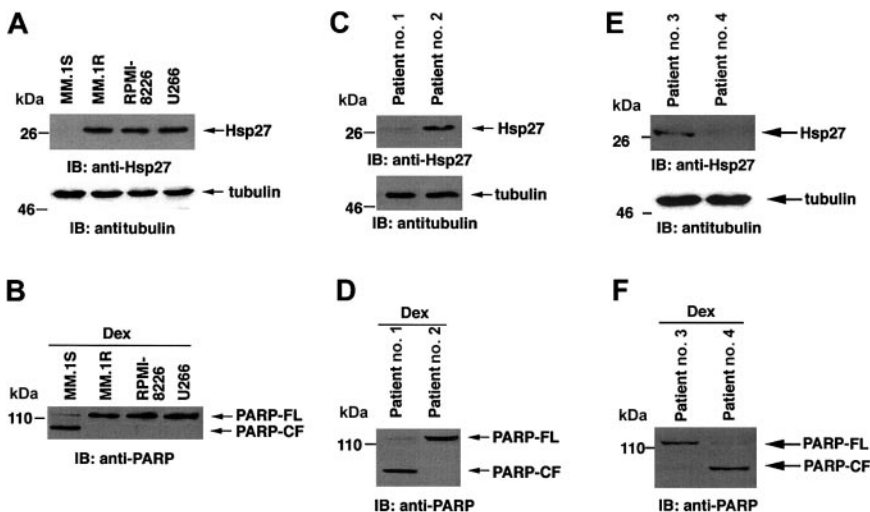 A
MM.1S
MM.1R
RPMI-
8226
U266
kDa
26
Hsp27
IB: anti-Hsp27
tubulin
46
IB: antitubulin
B
Dex
MM.1S
MM.1R
RPMI-
8226
U266
kDa
110
PARP-FL
PARP-CF
IB: anti-PARP
C
Patient no. 1
Patient no. 2
kDa
26
Hsp27
IB: anti-Hsp27
tubulin
46
IB: antitubulin
D
Dex
Patient no. 1
Patient no. 2
kDa
110
PARP-FL
PARP-CF
IB: anti-PARP
E
Patient no. 3
Patient no. 4
kDa
26
Hsp27
IB: anti-Hsp27
tubulin
46
IB: antitubulin
F
Dex
Patient no. 3
Patient no. 4
kDa
110
PARP-FL
PARP-CF
IB: anti-PARP